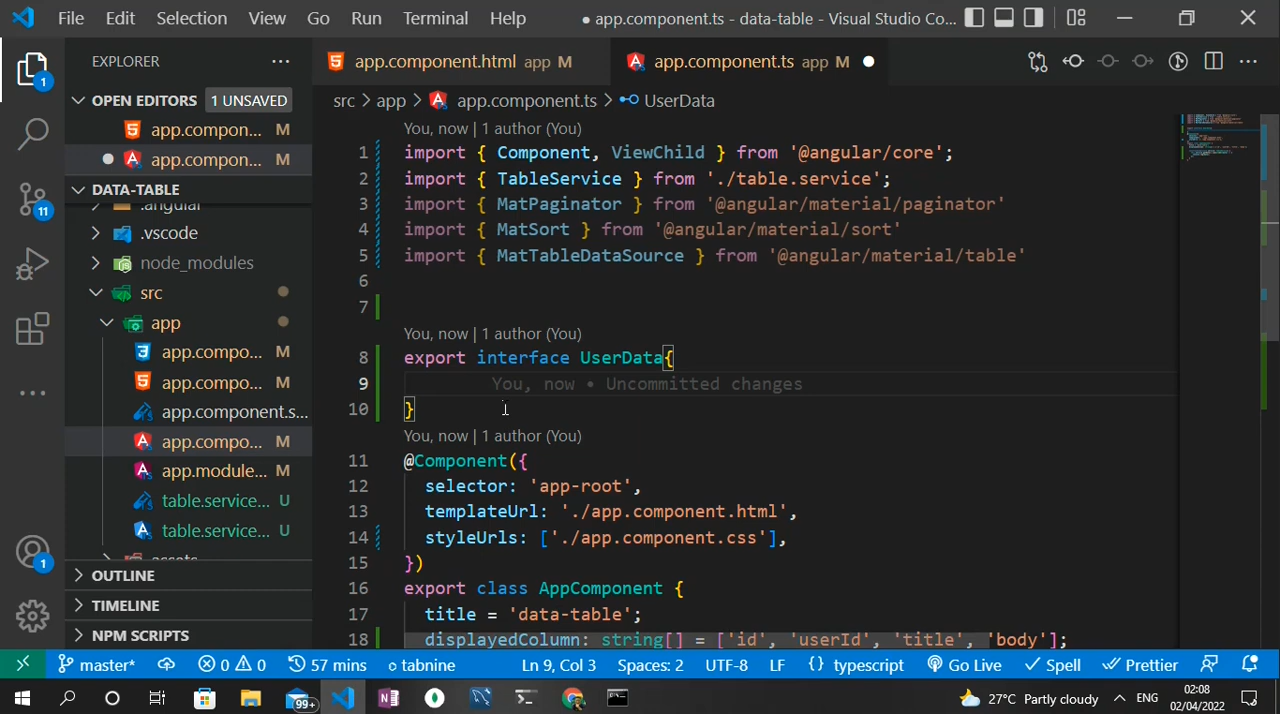 File Edit Selection View Go Run Terminal Help
● app.component.ts - data-table - Visual Studio Co...
EXPLORER
OPEN EDITORS 1 UNSAVED
app.compon... M
app.compon... M
DATA-TABLE
.angular
.vscode
node_modules
src
app
app.compo... M
app.compo... M
app.component.s...
app.compo... M
app.module... M
table.service... U
table.service... U
assets
OUTLINE
TIMELINE
NPM SCRIPTS
1
11
1
app.component.html app M
app.component.ts app M
src > app > app.component.ts > UserData
You, now | 1 author (You)
1 import { Component, ViewChild } from '@angular/core';
2 import { TableService } from './table.service';
3 import { MatPaginator } from '@angular/material/paginator'
4 import { MatSort } from '@angular/material/sort'
5 import { MatTableDataSource } from '@angular/material/table'
6
7
You, now | 1 author (You)
8 export interface UserData{
9 You, now • Uncommitted changes
10 }
You, now | 1 author (You)
11 @Component({
12 selector: 'app-root',
13 templateUrl: './app.component.html',
14 styleUrls: ['./app.component.css'],
15 })
16 export class AppComponent {
17 title = 'data-table';
18 displayedColumn: string[] = ['id', 'userId', 'title', 'body'];
master* 0 0 57 mins tabnine Ln 9, Col 3 Spaces: 2 UTF-8 LF {} typescript Go Live Spell Prettier
99+
27°C Partly cloudy ENG
02:08
02/04/2022